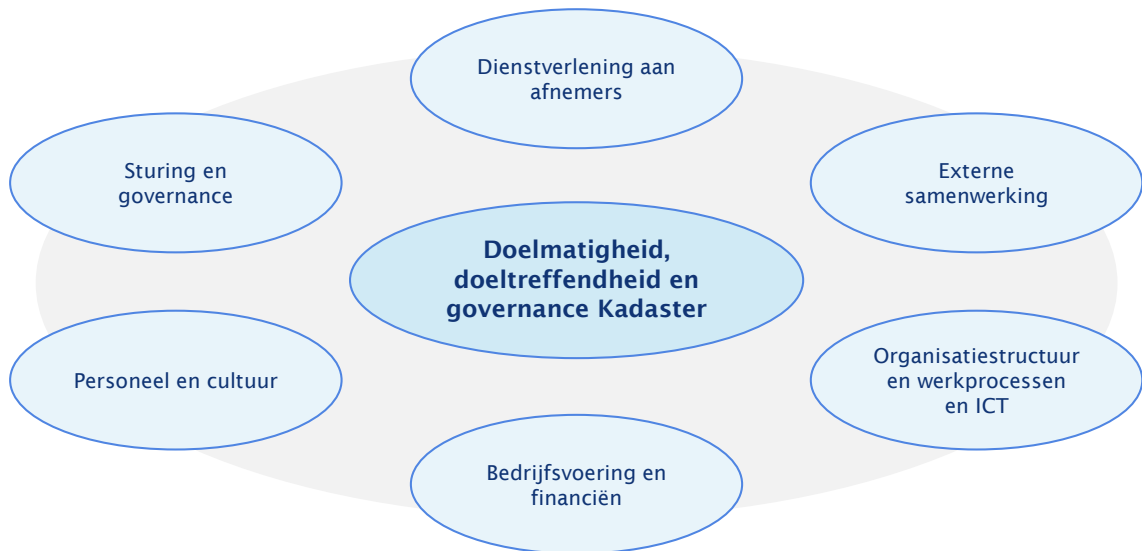 Dienstverlening aan
afnemers
Sturing en
governance
Externe
samenwerking
Doelmatigheid,
doeltreffendheid en
governance Kadaster
Personeel en cultuur
Organisatiestructuur
en werkprocessen
en ICT
Bedrijfsvoering en
financiën